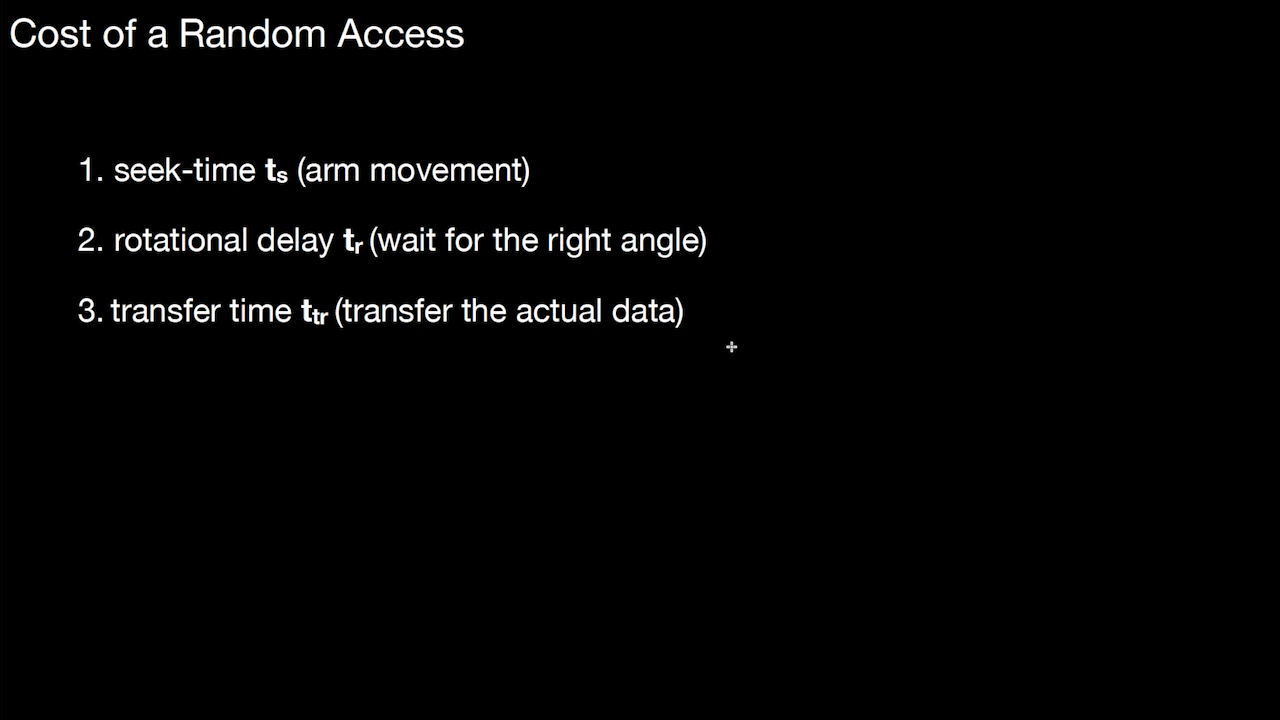 Cost of a Random Access
1. seek-time ts (arm movement)
2. rotational delay tr (wait for the right angle)
3. transfer time ttr (transfer the actual data)